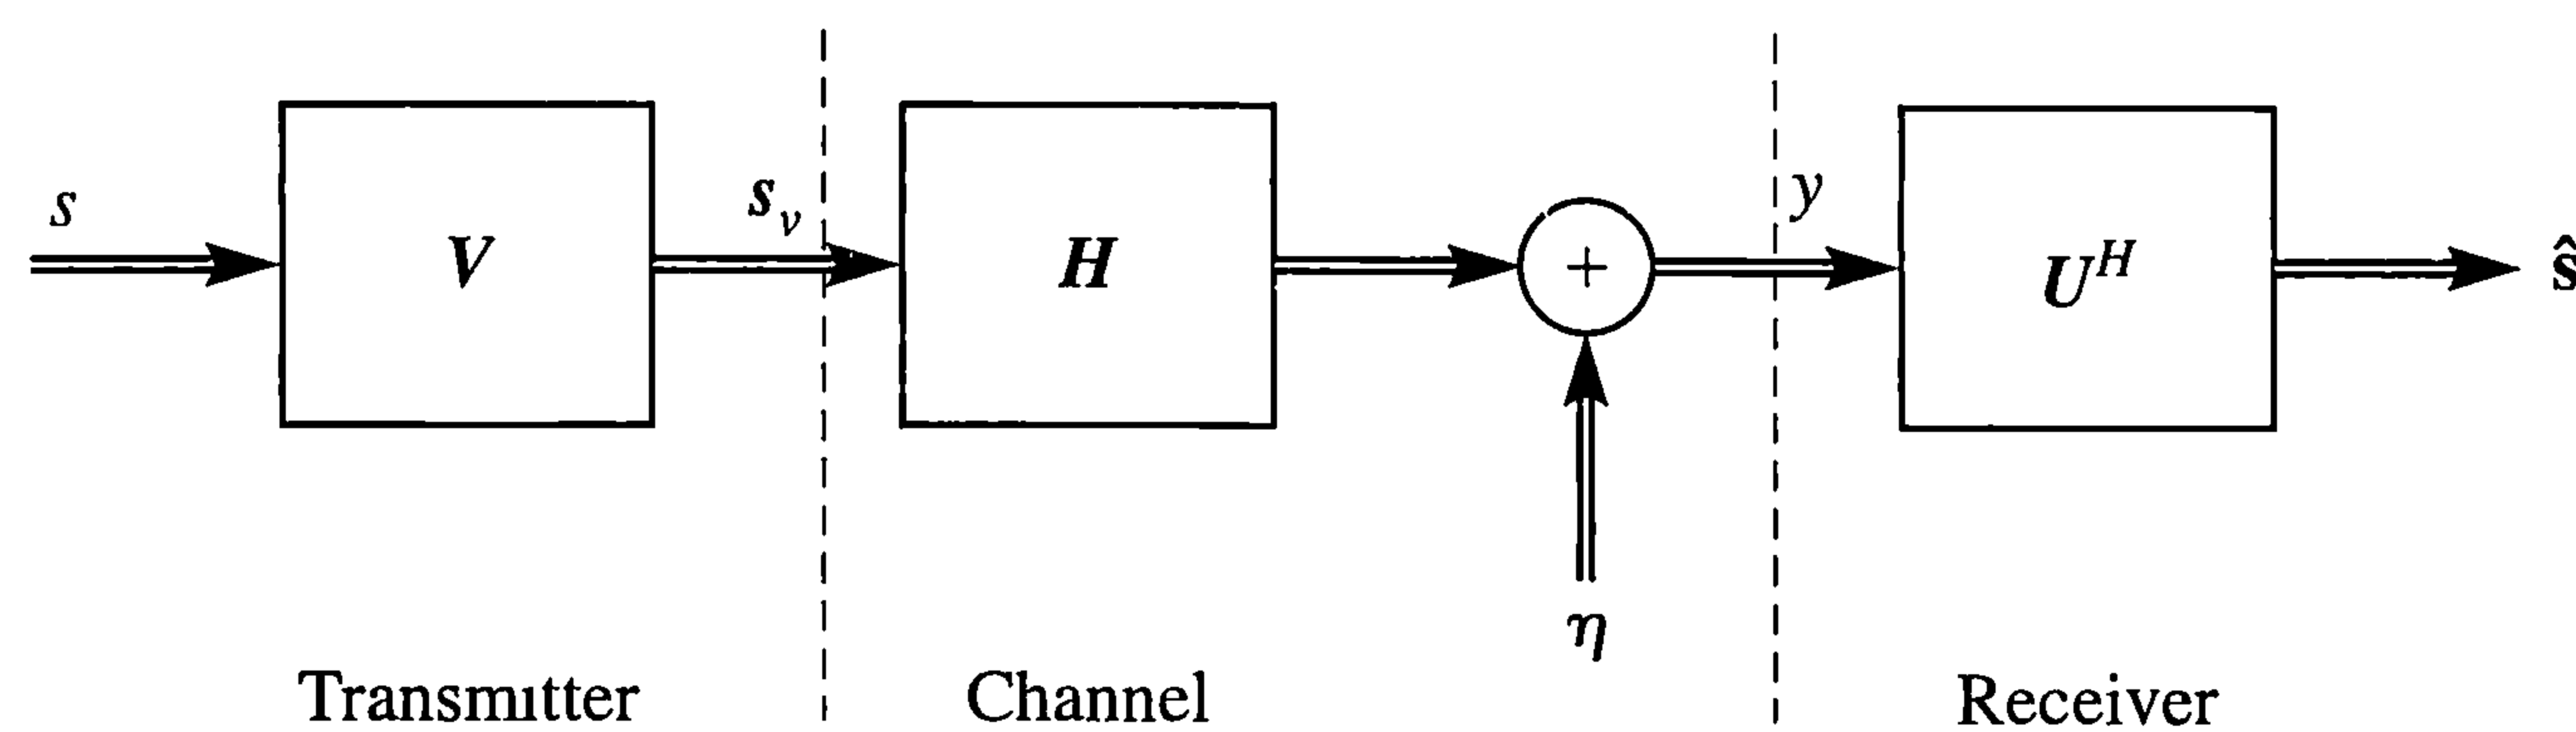 s
V
s_v
H
+
η
y
U^H
ŝ
Transmitter
Channel
Receiver